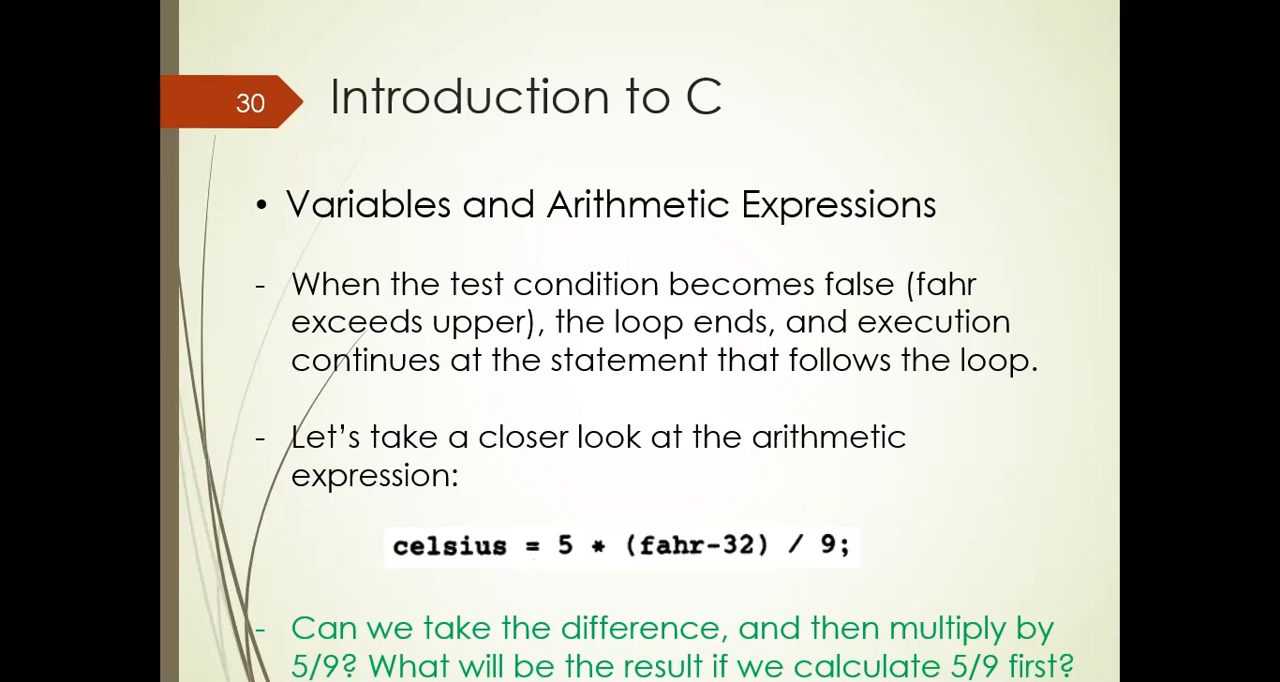 30
Introduction to C
• Variables and Arithmetic Expressions
- When the test condition becomes false (fahr
exceeds upper), the loop ends, and execution
continues at the statement that follows the loop.
- Let's take a closer look at the arithmetic
expression:
celsius = 5 * (fahr-32) / 9;
- Can we take the difference, and then multiply by
5/9? What will be the result if we calculate 5/9 first?